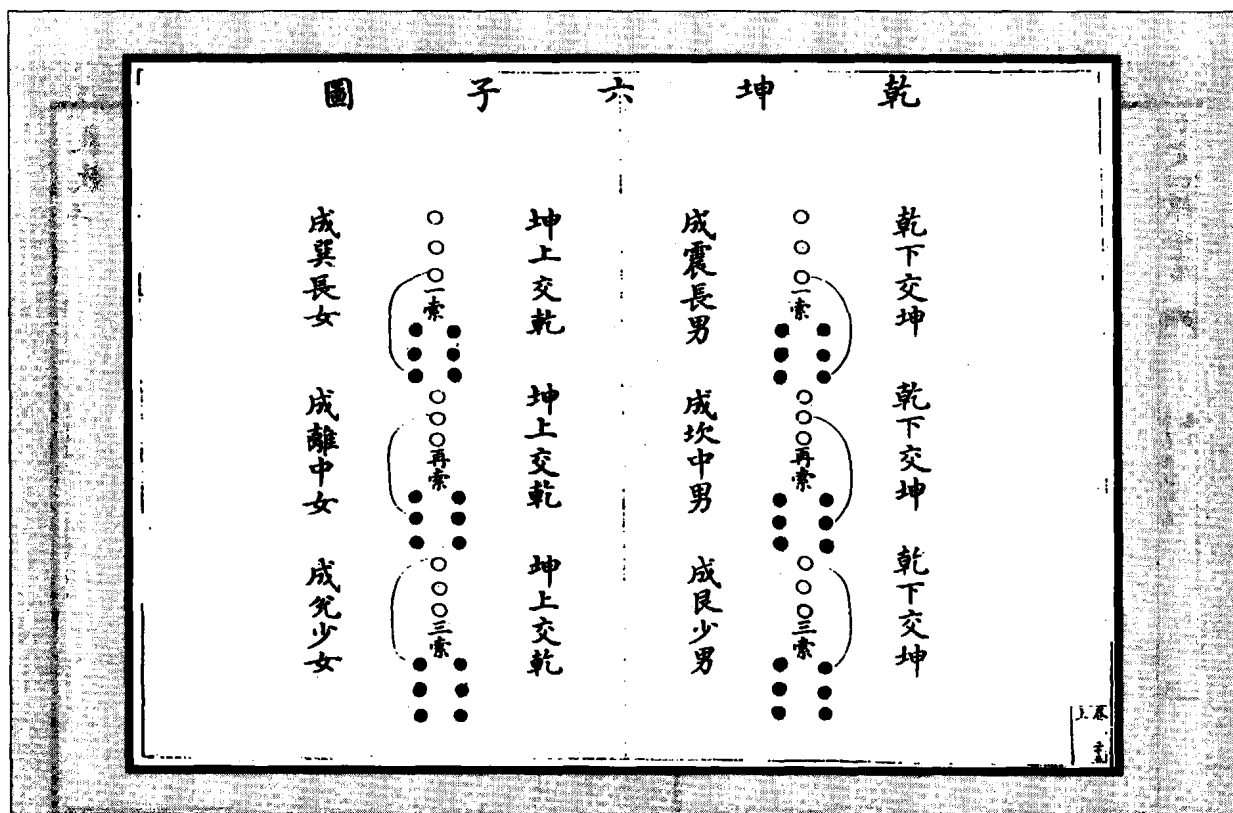 乾坤六子圖
乾下交坤
一索
成震長男
乾下交坤
再索
成坎中男
乾下交坤
三索
成艮少男
坤上交乾
一索
成巽長女
坤上交乾
再索
成離中女
坤上交乾
三索
成兌少女
卷上